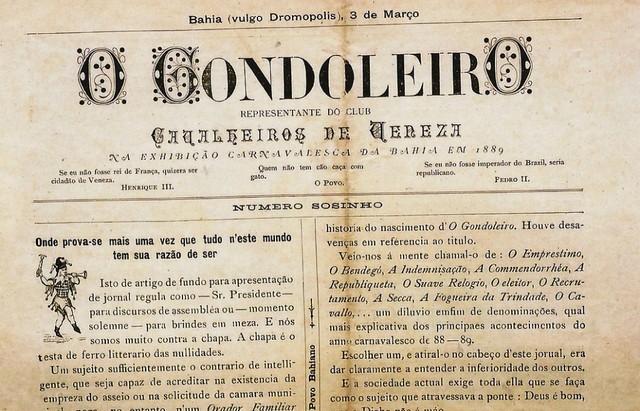 Bahia (vulgo Dromopolis), 3 de Março
O GONDOLEIRO
REPRESENTANTE DO CLUB
CAVALHEIROS DE VENEZA
NA EXHIBIÇÃO CARNAVALESCA DA BAHIA EM 1889
Se eu não fosse rei de França, quizera ser
cidadão de Veneza.
HENRIQUE III.
Quem não tem cão caça com
gato.
O POVO.
Se eu não fosse imperador do Brazil, seria
republicano.
PEDRO II.
NUMERO SOSINHO
Onde prova-se mais uma vez que tudo n'este mundo
tem sua razão de ser
Isto de artigo de fundo para apresentação
de jornal regula como — Sr. Presidente —
para discursos de assembléa ou — momento
solemne — para brindes em meza. E nós
somos muito contra a chapa. A chapa é o
testa de ferro litterario das nullidades.
Um sujeito sufficientemente o contrario de intelli-
gente, que seja capaz de acreditar na existencia da
empreza do asseio ou na solicitude da camara muni-
n'um Orador Familiar
Povo Bahiano
historia do nascimento d'O Gondoleiro. Houve desa-
venças em referencia ao titulo.
Veio-nos á mente chamal-o de : O Emprestimo,
O Bendegó, A Indemnisação, A Commendorrhéa, A
Republiqueta, O Suave Relogio, O eleitor, O Recru-
tamento, A Secca, A Fogueira da Trindade, O Ca-
vallo,... um diluvio emfim de denominações, qual
mais explicativa dos principaes acontecimentos do
anno carnavalesco de 88—89.
Escolher um, e atiral-o no cabeço d'este jornal, era
dar claramente a entender a inferioridade dos outros.
E a sociedade actual exige toda ella que se faça
como o sujeito que atravessava a ponte : Deus é bom,